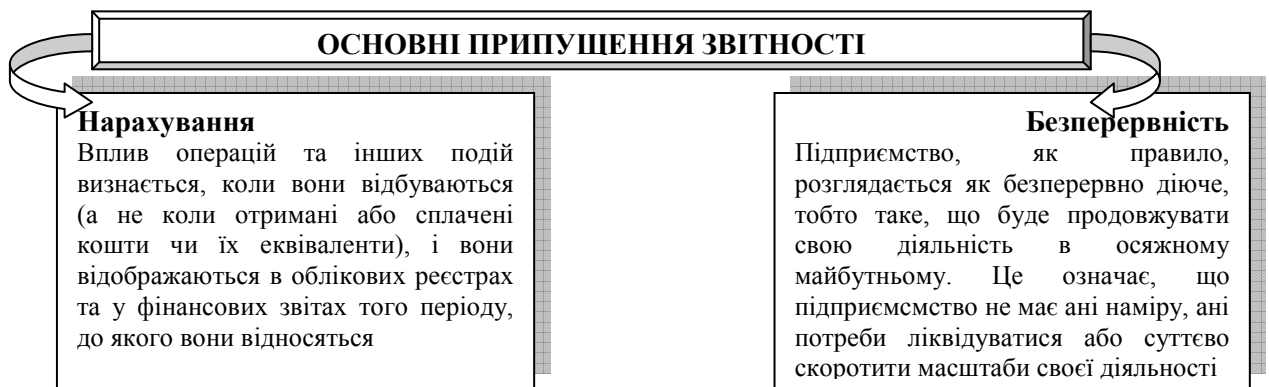 ОСНОВНІ ПРИПУЩЕННЯ ЗВІТНОСТІ
Нарахування
Вплив операцій та інших подій
визнається, коли вони відбуваються
(а не коли отримані або сплачені
кошти чи їх еквіваленти), і вони
відображаються в облікових реєстрах
та у фінансових звітах того періоду,
до якого вони відносяться
Безперервність
Підприємство, як правило,
розглядається як безперервно діюче,
тобто таке, що буде продовжувати
свою діяльність в осяжному
майбутньому. Це означає, що
підприємсмство не має ані наміру, ані
потреби ліквідуватися або суттєво
скоротити масштаби своєї діяльності